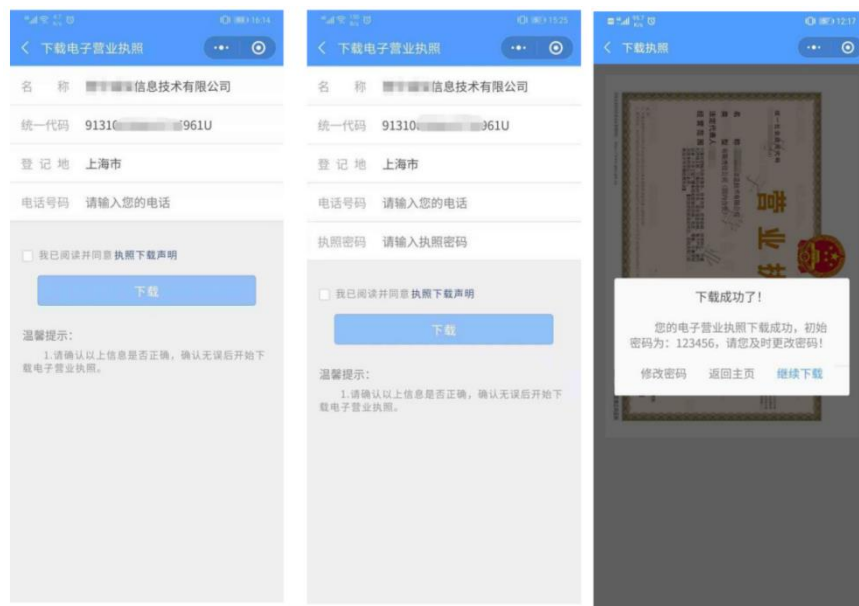 16:14
下载电子营业执照
名 称 信息技术有限公司
统一代码 91310 961U
登 记 地 上海市
电话号码 请输入您的电话
我已阅读并同意执照下载声明
下载
温馨提示:
1.请确认以上信息是否正确，确认无误后开始下
载电子营业执照。
15:25
下载电子营业执照
名 称 信息技术有限公司
统一代码 91310 961U
登 记 地 上海市
电话号码 请输入您的电话
执照密码 请输入执照密码
我已阅读并同意执照下载声明
下载
温馨提示:
1.请确认以上信息是否正确，确认无误后开始下
载电子营业执照。
12:17
下载执照
营业执
下载成功了!
您的电子营业执照下载成功，初始
密码为：123456，请您及时更改密码!
修改密码 返回主页 继续下载